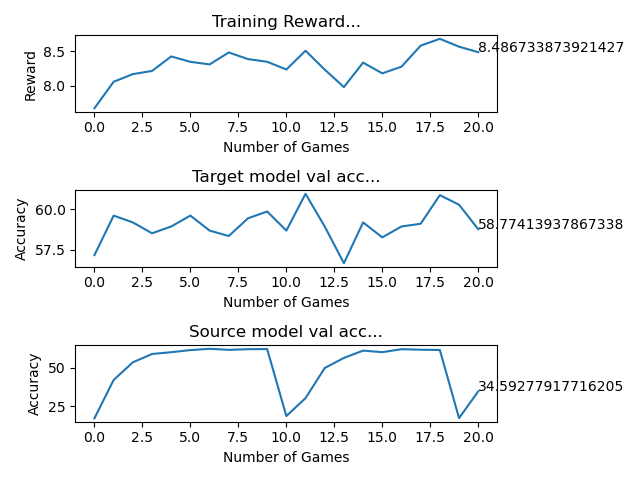 Training Reward...
8.5
8.0
Reward
8.486733873921427
0.0 2.5 5.0 7.5 10.0 12.5 15.0 17.5 20.0
Number of Games
Target model val acc...
60.0
57.5
Accuracy
58.77413937867338
0.0 2.5 5.0 7.5 10.0 12.5 15.0 17.5 20.0
Number of Games
Source model val acc...
50
25
Accuracy
34.59277917716205
0.0 2.5 5.0 7.5 10.0 12.5 15.0 17.5 20.0
Number of Games